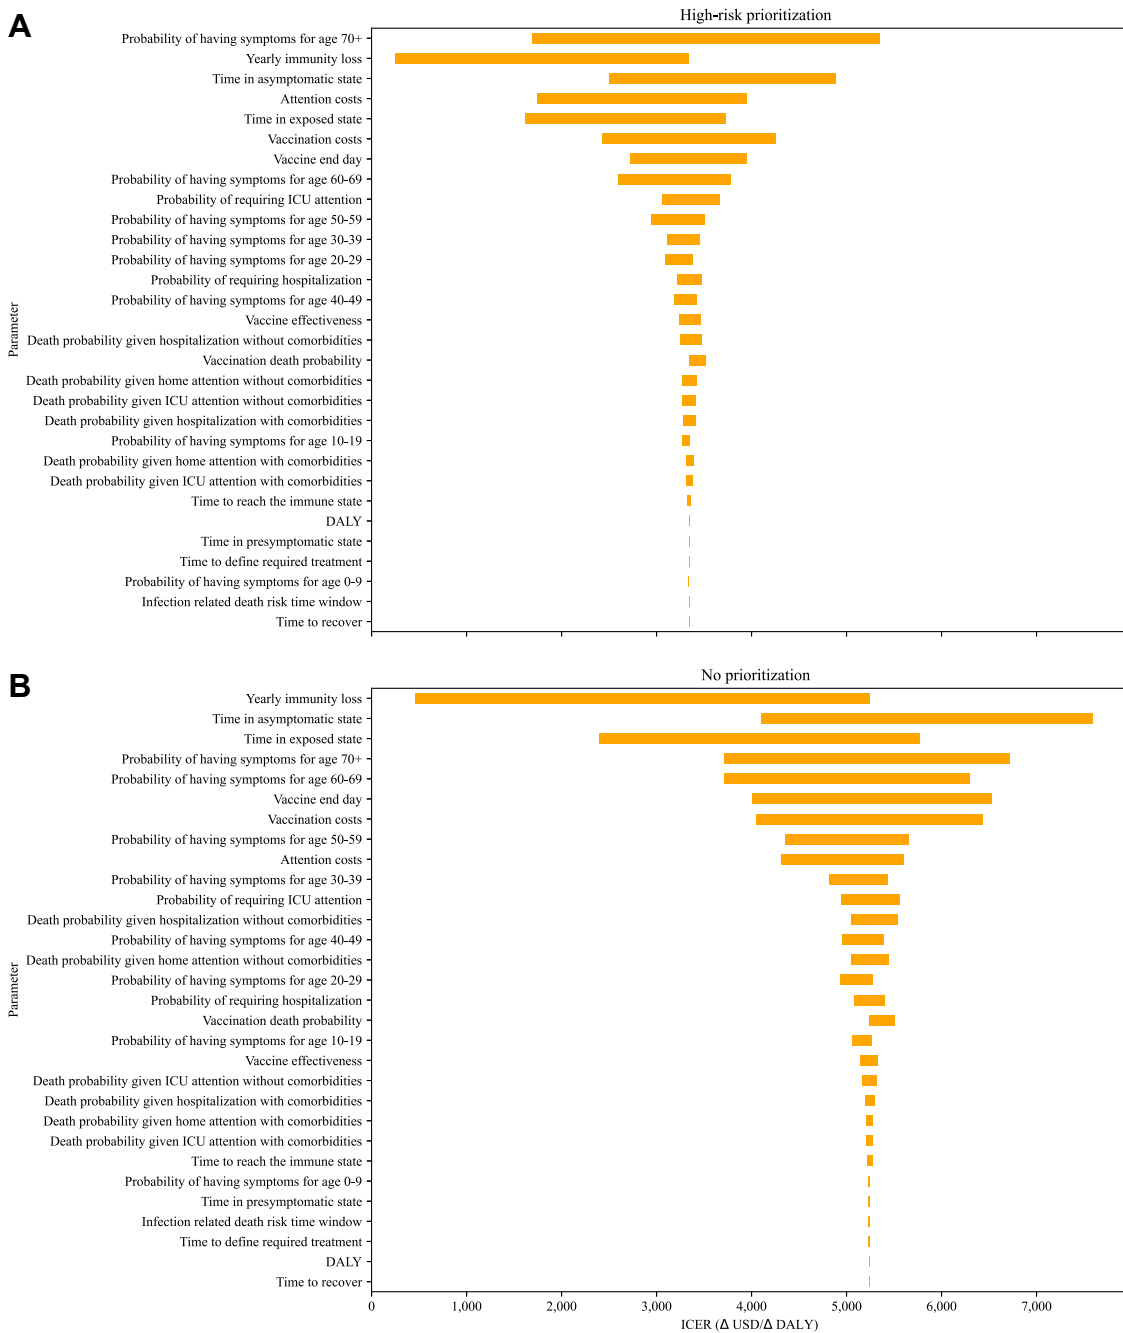 A
High-risk prioritization
Probability of having symptoms for age 70+
Yearly immunity loss
Time in asymptomatic state
Attention costs
Time in exposed state
Vaccination costs
Vaccine end day
Probability of having symptoms for age 60-69
Probability of requiring ICU attention
Probability of having symptoms for age 50-59
Probability of having symptoms for age 30-39
Probability of having symptoms for age 20-29
Probability of requiring hospitalization
Probability of having symptoms for age 40-49
Vaccine effectiveness
Death probability given hospitalization without comorbidities
Vaccination death probability
Death probability given home attention without comorbidities
Death probability given ICU attention without comorbidities
Death probability given hospitalization with comorbidities
Probability of having symptoms for age 10-19
Death probability given home attention with comorbidities
Death probability given ICU attention with comorbidities
Time to reach the immune state
DALY
Time in presymptomatic state
Time to define required treatment
Probability of having symptoms for age 0-9
Infection related death risk time window
Time to recover
Parameter
B
No prioritization
Yearly immunity loss
Time in asymptomatic state
Time in exposed state
Probability of having symptoms for age 70+
Probability of having symptoms for age 60-69
Vaccine end day
Vaccination costs
Probability of having symptoms for age 50-59
Attention costs
Probability of having symptoms for age 30-39
Probability of requiring ICU attention
Death probability given hospitalization without comorbidities
Probability of having symptoms for age 40-49
Death probability given home attention without comorbidities
Probability of having symptoms for age 20-29
Probability of requiring hospitalization
Vaccination death probability
Probability of having symptoms for age 10-19
Vaccine effectiveness
Death probability given ICU attention without comorbidities
Death probability given hospitalization with comorbidities
Death probability given home attention with comorbidities
Death probability given ICU attention with comorbidities
Time to reach the immune state
Probability of having symptoms for age 0-9
Time in presymptomatic state
Infection related death risk time window
Time to define required treatment
DALY
Time to recover
Parameter
0 1,000 2,000 3,000 4,000 5,000 6,000 7,000
ICER (Δ USD/Δ DALY)